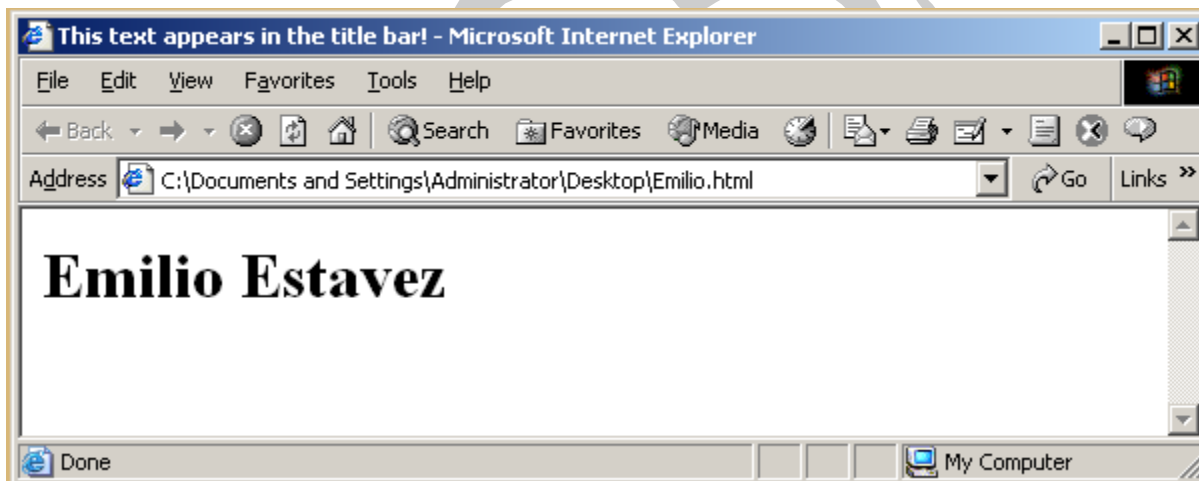 This text appears in the title bar! - Microsoft Internet Explorer
File Edit View Favorites Tools Help
Back Search Favorites Media
Address C:\Documents and Settings\Administrator\Desktop\Emilio.html Go Links »
Emilio Estavez
Done My Computer